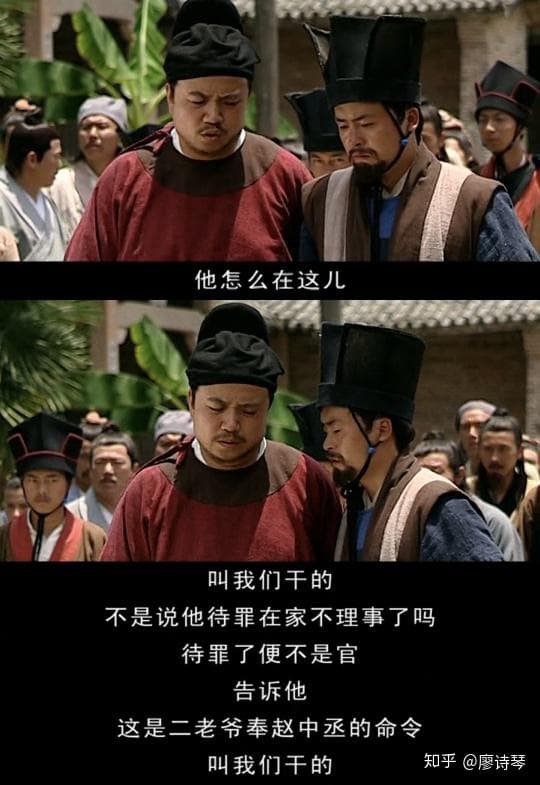 他怎么在这儿
叫我们干的
不是说他待罪在家不理事了吗
待罪了便不是官
告诉他
这是二老爷奉赵中丞的命令
叫我们干的
知乎 @廖诗琴